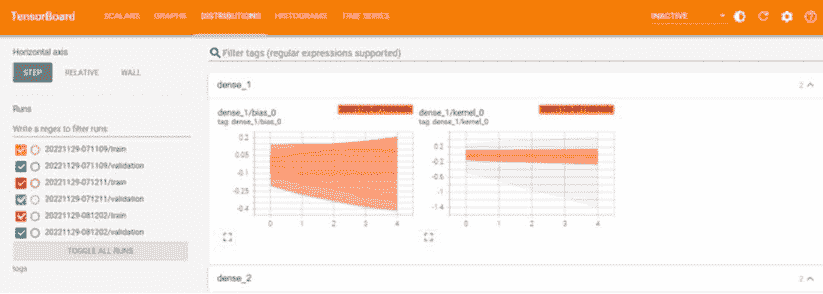 TensorBoard SCALARS GRAPHS DISTRIBUTIONS HISTOGRAMS TIME SERIES INACTIVE
Horizontal axis
STEP RELATIVE WALL
Runs
Write a regex to filter runs
20221129-071109/train
20221129-071109/validation
20221129-071211/train
20221129-071211/validation
20221129-081202/train
20221129-081202/validation
TOGGLE ALL RUNS
logs
Filter tags (regular expressions supported)
dense_1 2
dense_1/bias_0
tag: dense_1/bias_0
0.2
0.05
-0.1
-0.25
-0.4
0 1 2 3 4
dense_1/kernel_0
tag: dense_1/kernel_0
0.2
-0.2
-0.6
-1
-1.4
0 1 2 3 4
dense_2 2